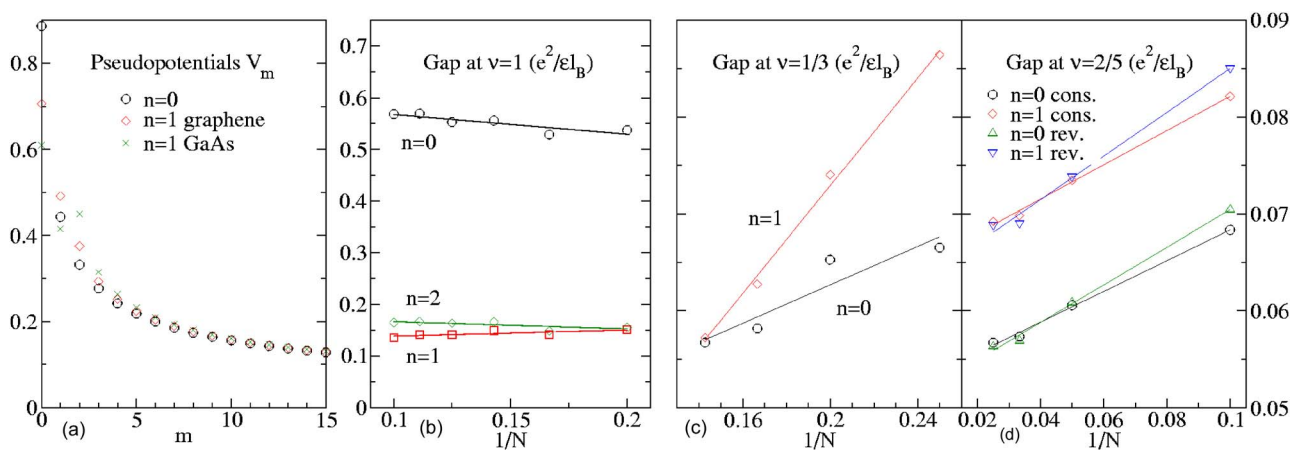 Pseudopotentials V_m
n=0
n=1 graphene
n=1 GaAs
0.8
0.6
0.4
0.2
0
0
5
10
15
m
(a)
Gap at ν=1 (e²/εl_B)
0.7
0.6
0.5
0.4
0.3
0.2
0.1
0
n=0
n=2
n=1
0.1
0.15
0.2
1/N
(b)
Gap at ν=1/3 (e²/εl_B)
n=1
n=0
0.16
0.20
0.24
1/N
(c)
Gap at ν=2/5 (e²/εl_B)
n=0 cons.
n=1 cons.
n=0 rev.
n=1 rev.
0.09
0.08
0.07
0.06
0.05
0.02
0.04
0.06
0.08
0.1
1/N
(d)